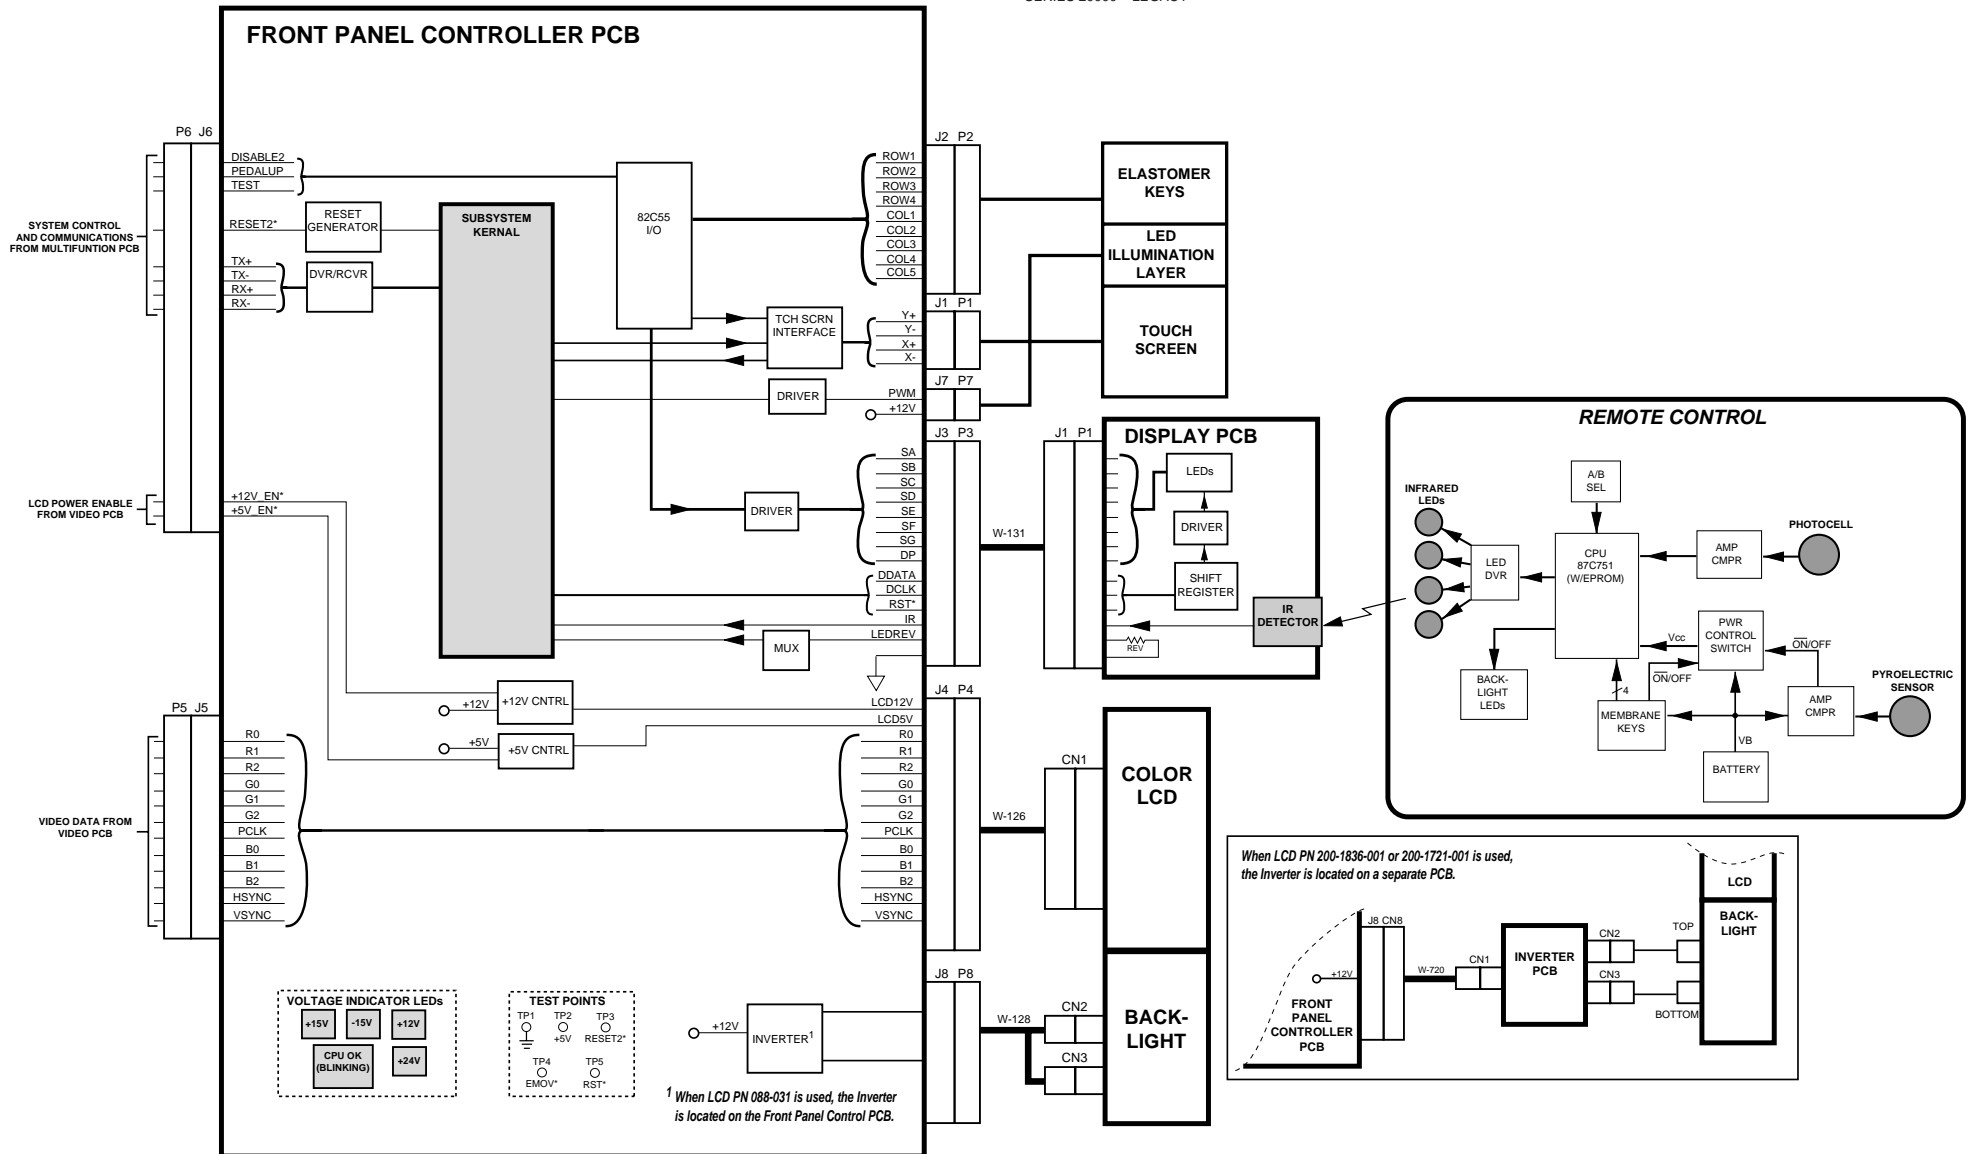 FRONT PANEL CONTROLLER PCB
P6 J6
SYSTEM CONTROL
AND COMMUNICATIONS
FROM MULTIFUNTION PCB
DISABLE2
PEDALUP
TEST
RESET2*
TX+
TX-
RX+
RX-
RESET
GENERATOR
DVR/RCVR
SUBSYSTEM
KERNAL
82C55
I/O
ROW1
ROW2
ROW3
ROW4
COL1
COL2
COL3
COL4
COL5
J2 P2
ELASTOMER
KEYS
LED
ILLUMINATION
LAYER
TOUCH
SCREEN
TCH SCRN
INTERFACE
Y+
Y-
X+
X-
J1 P1
DRIVER
PWM
+12V
J7 P7
LCD POWER ENABLE
FROM VIDEO PCB
+12V_EN*
+5V_EN*
DRIVER
SA
SB
SC
SD
SE
SF
SG
DP
DDATA
DCLK
RST*
IR
LEDREV
MUX
J3 P3
W-131
J1 P1
DISPLAY PCB
LEDs
DRIVER
SHIFT
REGISTER
IR
DETECTOR
REV
REMOTE CONTROL
INFRARED
LEDs
A/B
SEL
LED
DVR
CPU
87C751
(W/EPROM)
AMP
CMPR
PHOTOCELL
PWR
CONTROL
SWITCH
Vcc
ON/OFF
ON/OFF
4
BACK-
LIGHT
LEDs
MEMBRANE
KEYS
VB
BATTERY
AMP
CMPR
PYROELECTRIC
SENSOR
+12V
+12V CNTRL
+5V
+5V CNTRL
LCD12V
LCD5V
P5 J5
VIDEO DATA FROM
VIDEO PCB
R0
R1
R2
G0
G1
G2
PCLK
B0
B1
B2
HSYNC
VSYNC
R0
R1
R2
G0
G1
G2
PCLK
B0
B1
B2
HSYNC
VSYNC
J4 P4
W-126
CN1
COLOR
LCD
VOLTAGE INDICATOR LEDs
+15V
-15V
+12V
CPU OK
(BLINKING)
+24V
TEST POINTS
TP1
TP2
+5V
TP3
RESET2*
TP4
EMOV*
TP5
RST*
+12V
INVERTER1
1 When LCD PN 088-031 is used, the Inverter
is located on the Front Panel Control PCB.
J8 P8
W-128
CN2
CN3
BACK-
LIGHT
When LCD PN 200-1836-001 or 200-1721-001 is used,
the Inverter is located on a separate PCB.
+12V
FRONT
PANEL
CONTROLLER
PCB
J8 CN8
W-720
CN1
INVERTER
PCB
CN2
CN3
TOP
BOTTOM
LCD
BACK-
LIGHT